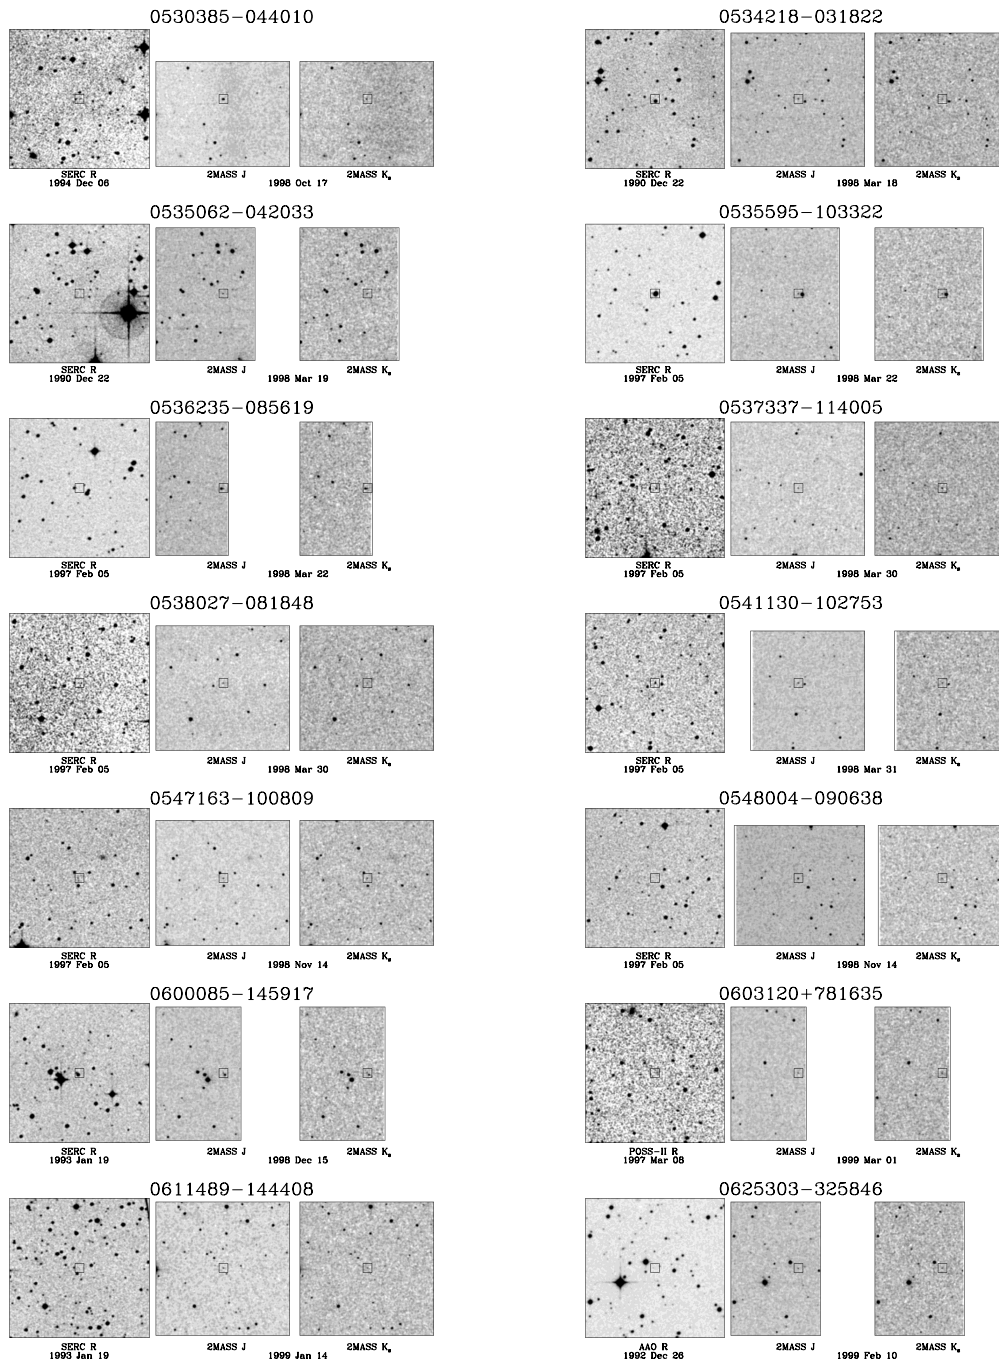 0530385-044010
SERC R
1994 Dec 06
2MASS J
1998 Oct 17
2MASS Ks
0534218-031822
SERC R
1990 Dec 22
2MASS J
1998 Mar 18
2MASS Ks
0535062-042033
SERC R
1990 Dec 22
2MASS J
1998 Mar 19
2MASS Ks
0535595-103322
SERC R
1997 Feb 05
2MASS J
1998 Mar 22
2MASS Ks
0536235-085619
SERC R
1997 Feb 05
2MASS J
1998 Mar 22
2MASS Ks
0537337-114005
SERC R
1997 Feb 05
2MASS J
1998 Mar 30
2MASS Ks
0538027-081848
SERC R
1997 Feb 05
2MASS J
1998 Mar 30
2MASS Ks
0541130-102753
SERC R
1997 Feb 05
2MASS J
1998 Mar 31
2MASS Ks
0547163-100809
SERC R
1997 Feb 05
2MASS J
1998 Nov 14
2MASS Ks
0548004-090638
SERC R
1997 Feb 05
2MASS J
1998 Nov 14
2MASS Ks
0600085-145917
SERC R
1993 Jan 19
2MASS J
1998 Dec 15
2MASS Ks
0603120+781635
POSS-II R
1997 Mar 08
2MASS J
1999 Mar 01
2MASS Ks
0611489-144408
SERC R
1993 Jan 19
2MASS J
1999 Jan 14
2MASS Ks
0625303-325846
AAO R
1992 Dec 26
2MASS J
1999 Feb 10
2MASS Ks